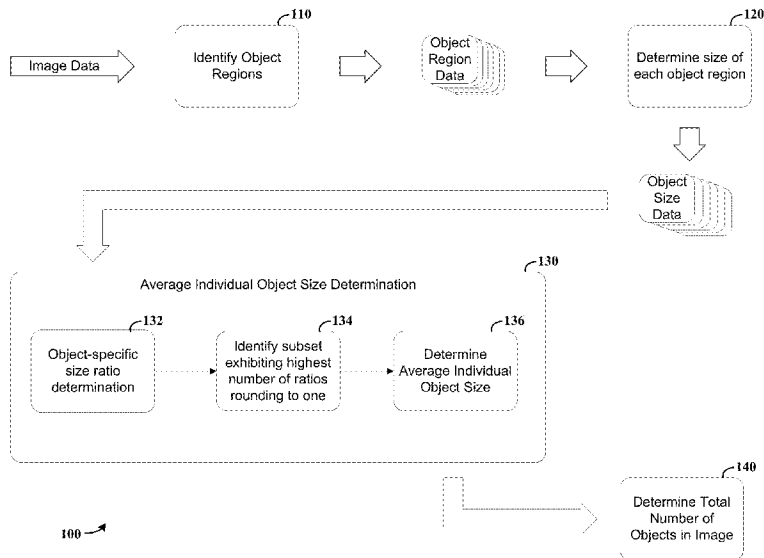 110
Image Data
Identify Object
Regions
Object
Region
Data
120
Determine size of
each object region
Object
Size
Data
130
Average Individual Object Size Determination
132
Object-specific
size ratio
determination
134
Identify subset
exhibiting highest
number of ratios
rounding to one
136
Determine
Average Individual
Object Size
140
Determine Total
Number of
Objects in Image
100